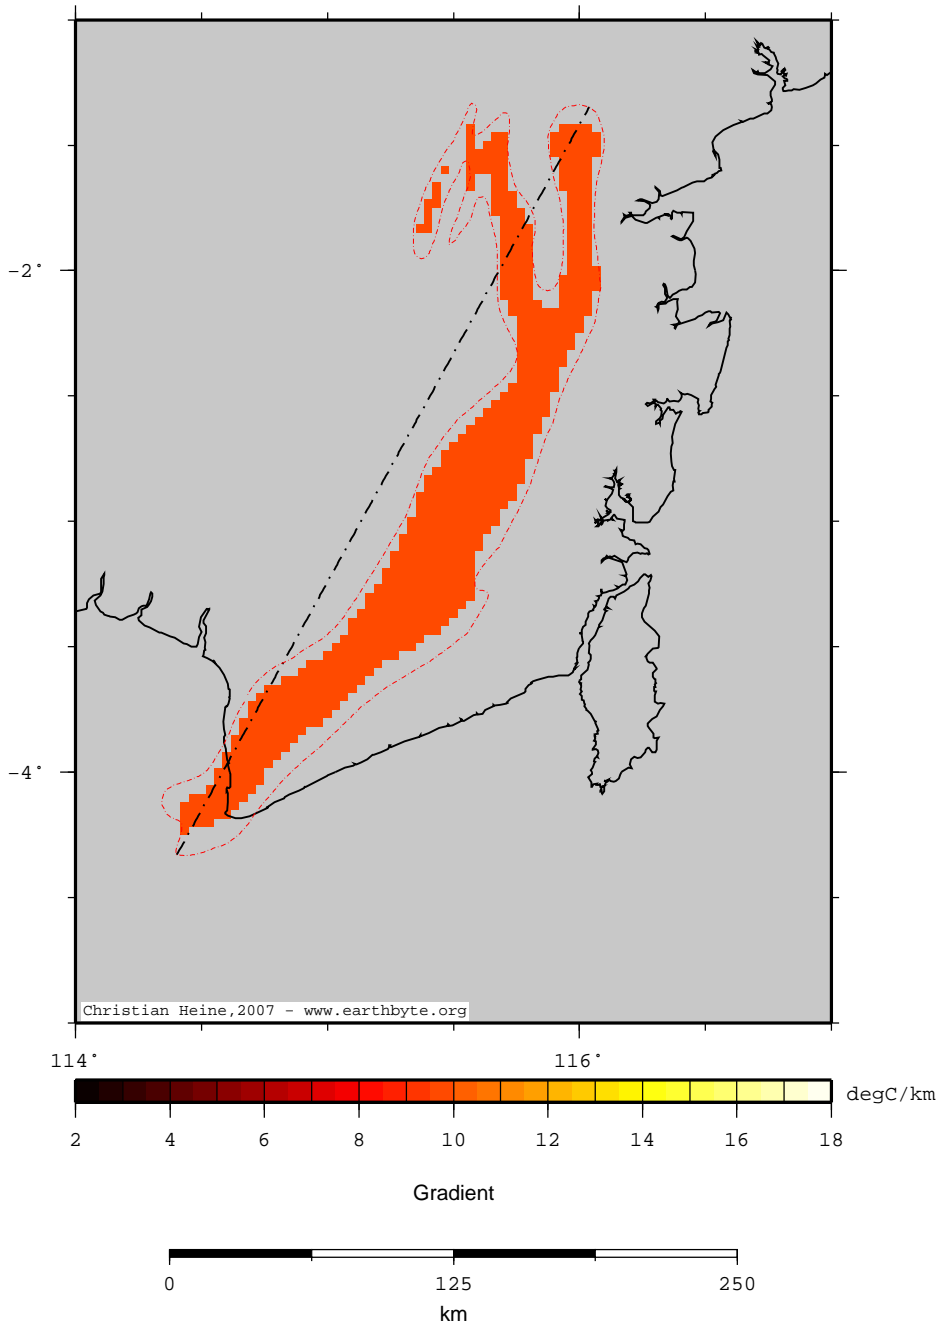 -2°
-4°
Christian Heine,2007 - www.earthbyte.org
114° 116°
degC/km
2 4 6 8 10 12 14 16 18
Gradient
0 125 250
km